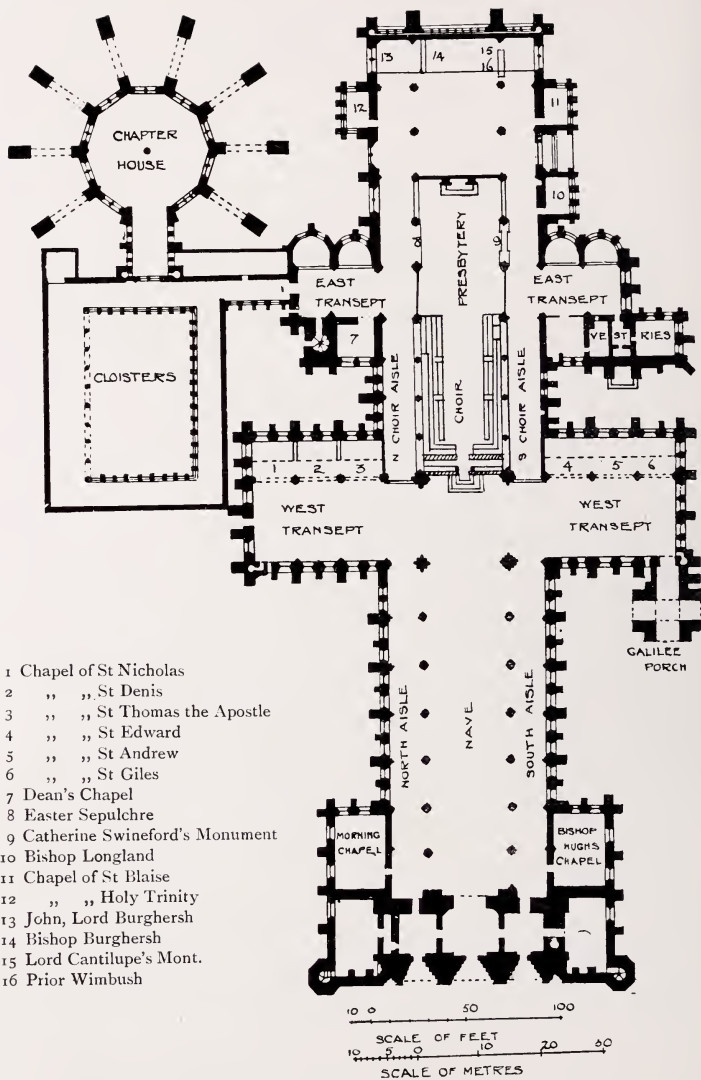 13 14 15
16
12 11
CHAPTER
HOUSE
10
8 PRESBYTERY 9
EAST
TRANSEPT
EAST
TRANSEPT
7
VEST RIES
CLOISTERS
N CHOIR AISLE
CHOIR
S CHOIR AISLE
1 2 3
4 5 6
WEST
TRANSEPT
WEST
TRANSEPT
GALILEE
PORCH
NORTH AISLE
NAVE
SOUTH AISLE
MORNING
CHAPEL
BISHOP
HUGHS
CHAPEL
1 Chapel of St Nicholas
2 ,, ,, St Denis
3 ,, ,, St Thomas the Apostle
4 ,, ,, St Edward
5 ,, ,, St Andrew
6 ,, ,, St Giles
7 Dean's Chapel
8 Easter Sepulchre
9 Catherine Swineford's Monument
10 Bishop Longland
11 Chapel of St Blaise
12 ,, ,, Holy Trinity
13 John, Lord Burghersh
14 Bishop Burghersh
15 Lord Cantilupe's Mont.
16 Prior Wimbush
10 0 50 100
SCALE OF FEET
10 5 0 10 20 30
SCALE OF METRES